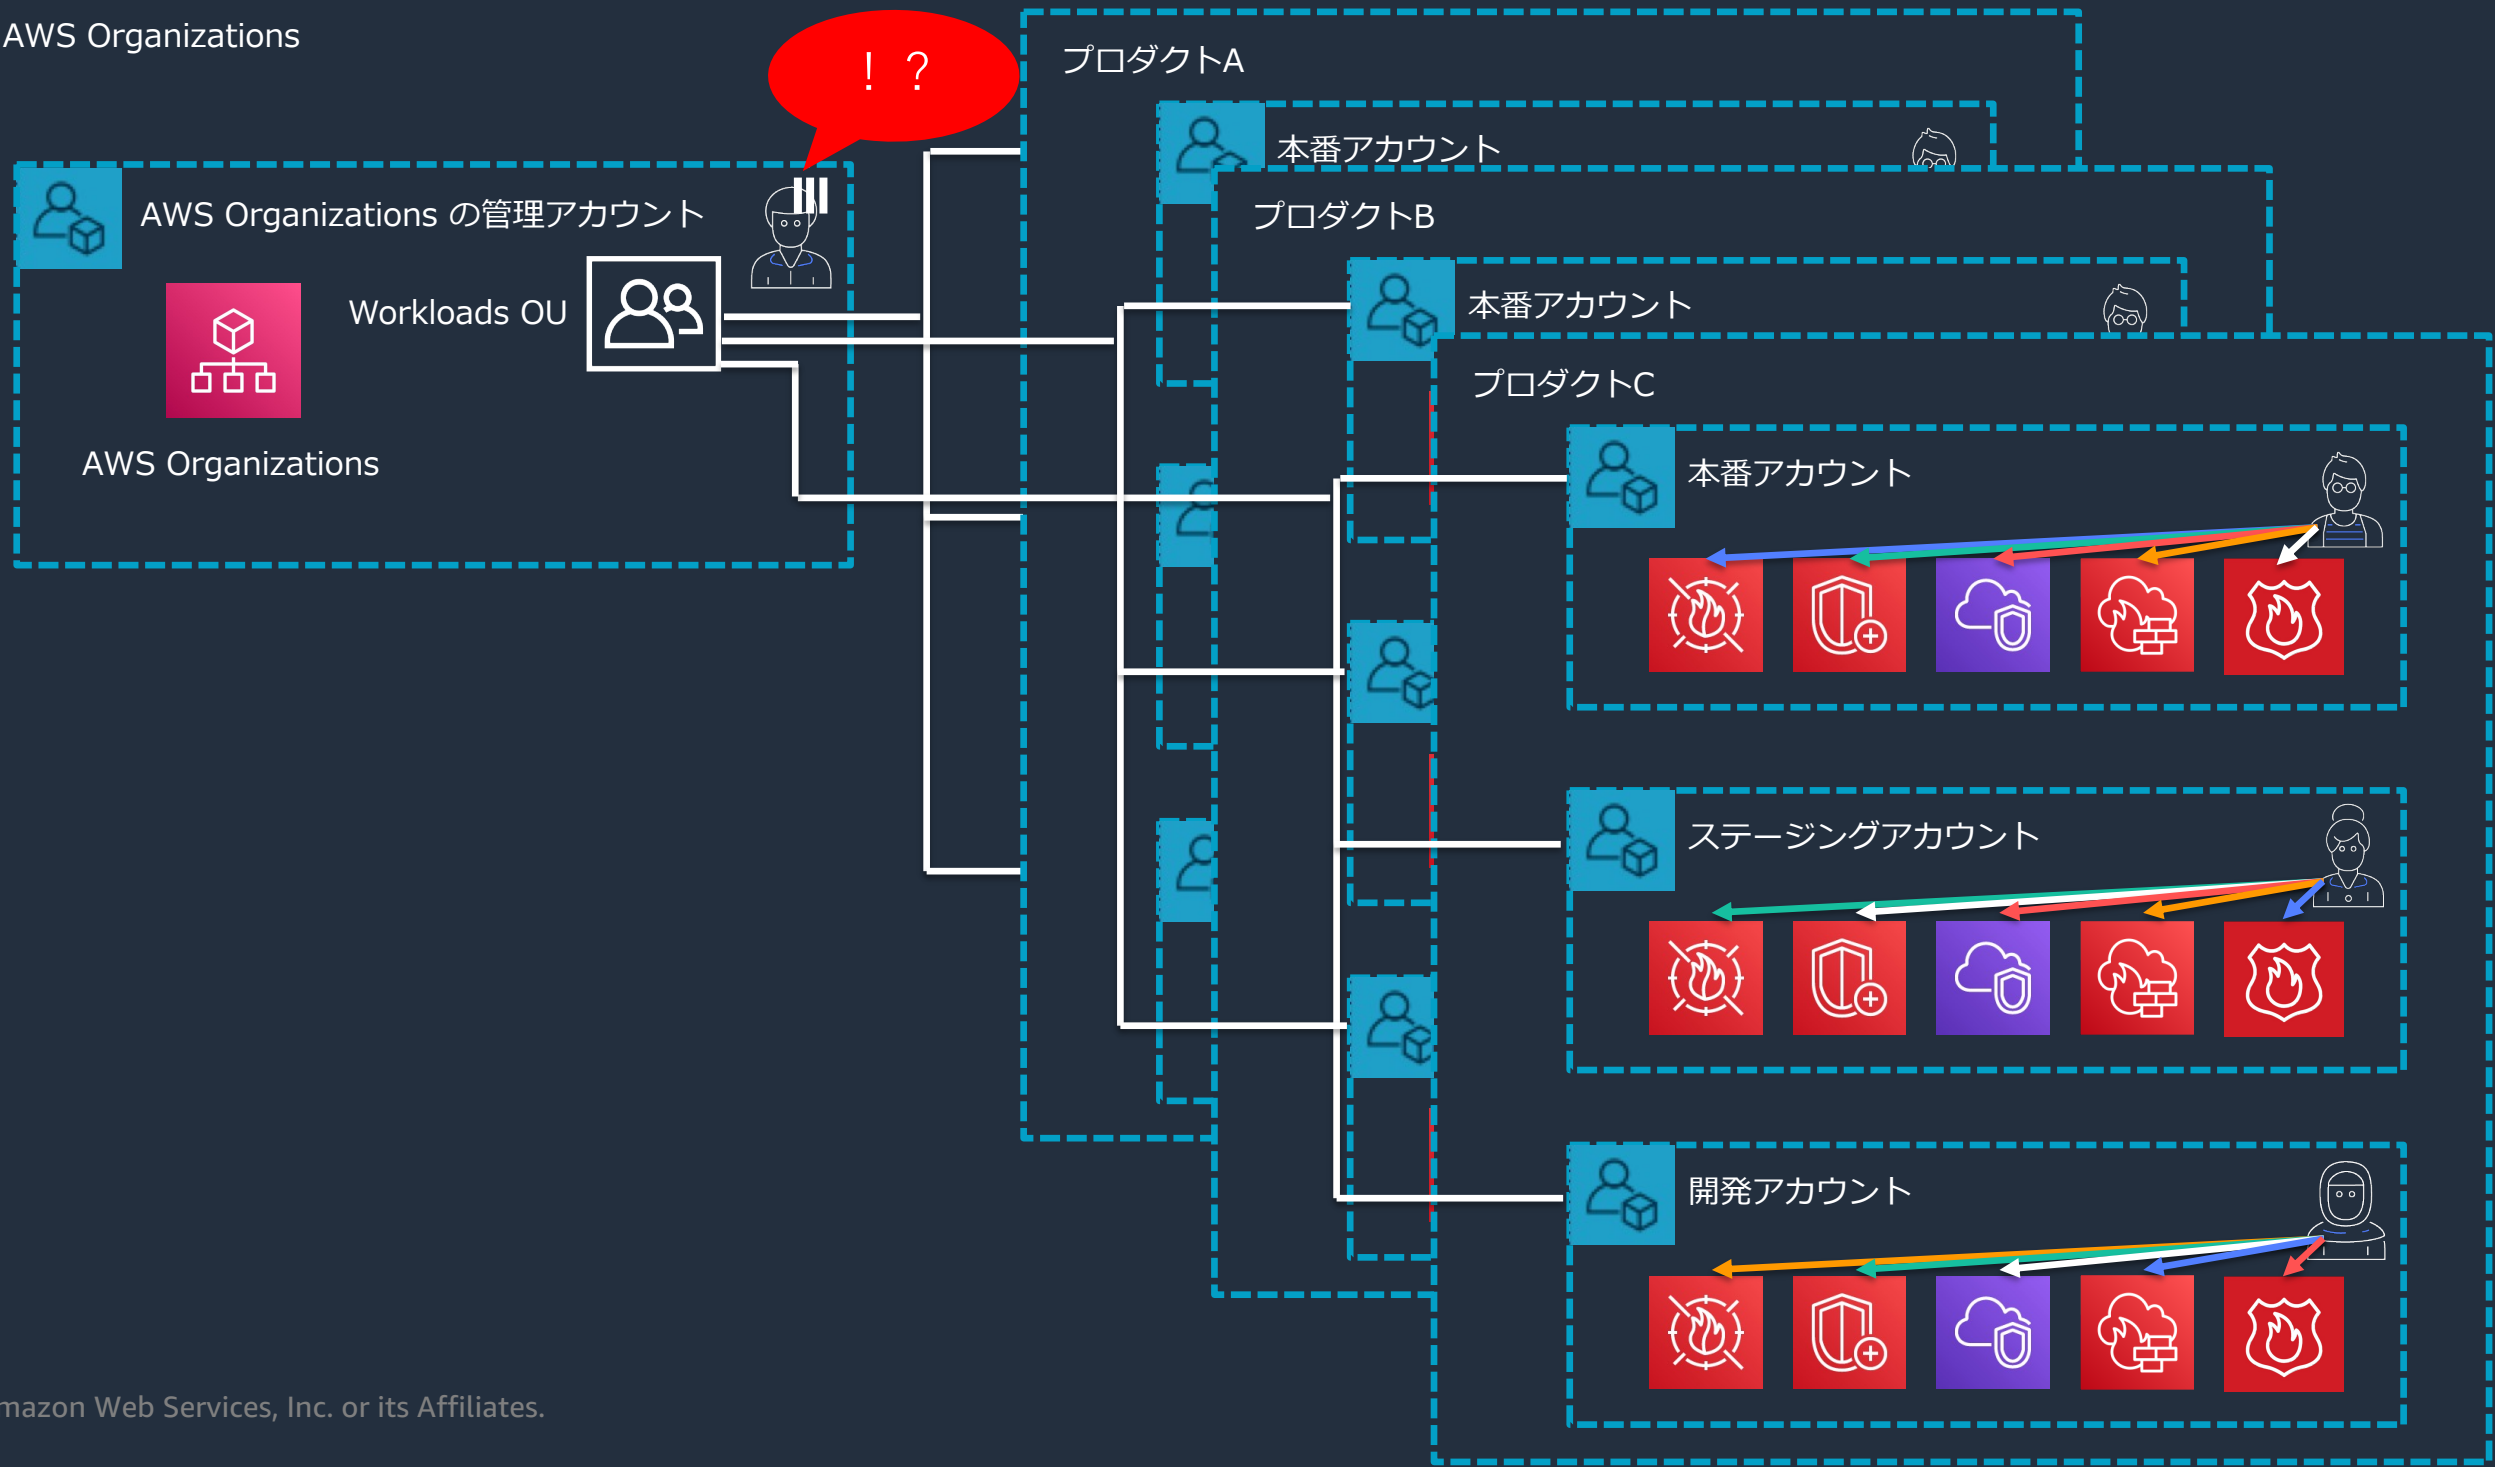 AWS Organizations
！？
プロダクトA
本番アカウント
AWS Organizations の管理アカウント
プロダクトB
本番アカウント
Workloads OU
プロダクトC
AWS Organizations
本番アカウント
ステージングアカウント
開発アカウント
mazon Web Services, Inc. or its Affiliates.